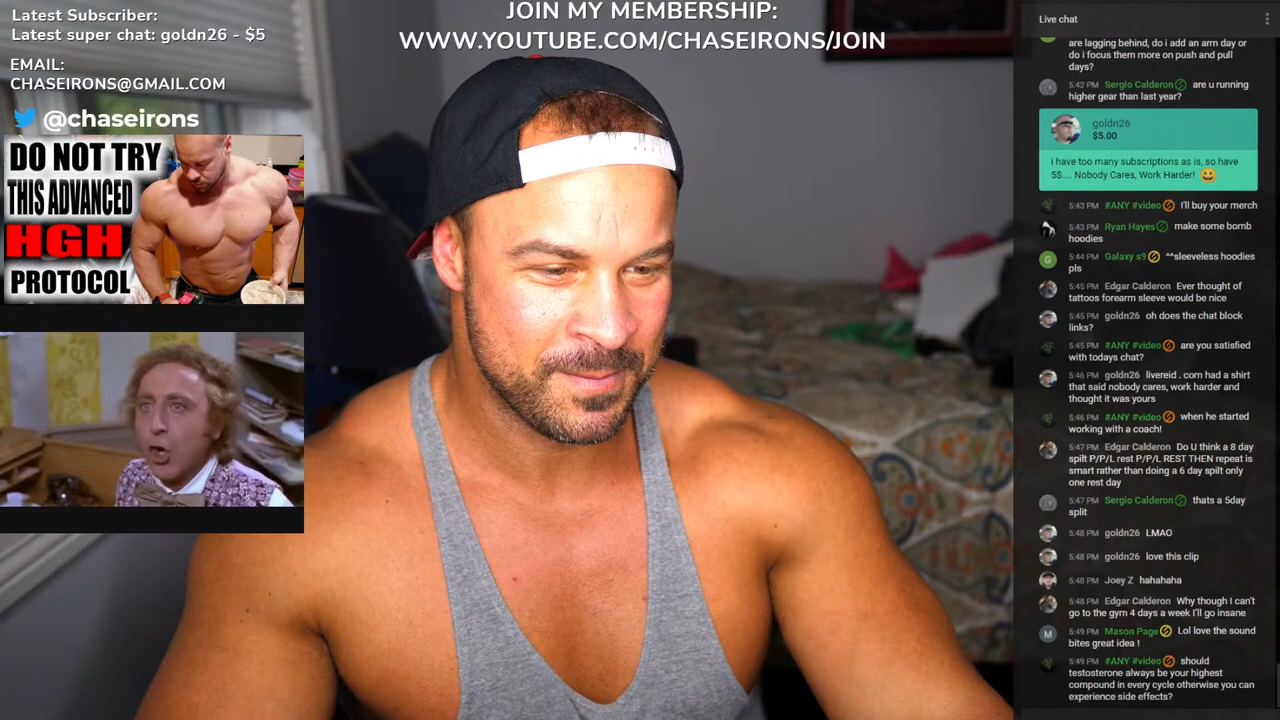 Latest Subscriber:
Latest super chat: goldn26 - $5
EMAIL:
CHASEIRONS@GMAIL.COM
@chaseirons
DO NOT TRY
THIS ADVANCED
HGH
PROTOCOL
JOIN MY MEMBERSHIP:
WWW.YOUTUBE.COM/CHASEIRONS/JOIN
Live chat
are lagging behind, do i add an arm day or
do i focus them more on push and pull
days?
5:42 PM Sergio Calderon are u running
higher gear than last year?
goldn26
$5.00
i have too many subscriptions as is, so have
5$.... Nobody Cares, Work Harder!
5:43 PM #ANY #video I'll buy your merch
5:43 PM Ryan Hayes make some bomb
hoodies
G
5:44 PM Galaxy s9 ^^sleeveless hoodies
pls
5:45 PM Edgar Calderon Ever thought of
tattoos forearm sleeve would be nice
5:45 PM goldn26 oh does the chat block
links?
5:45 PM #ANY #video are you satisfied
with todays chat?
5:46 PM goldn26 livereid . com had a shirt
that said nobody cares, work harder and
thought it was yours
5:46 PM #ANY #video when he started
working with a coach!
5:47 PM Edgar Calderon Do U think a 8 day
spilt P/P/L rest P/P/L REST THEN repeat is
smart rather than doing a 6 day spilt only
one rest day
5:47 PM Sergio Calderon thats a 5day
split
5:48 PM goldn26 LMAO
5:48 PM goldn26 love this clip
5:48 PM Joey Z hahahaha
5:48 PM Edgar Calderon Why though I can't
go to the gym 4 days a week I'll go insane
M
5:49 PM Mason Page Lol love the sound
bites great idea !
5:49 PM #ANY #video should
testosterone always be your highest
compound in every cycle otherwise you can
experience side effects?